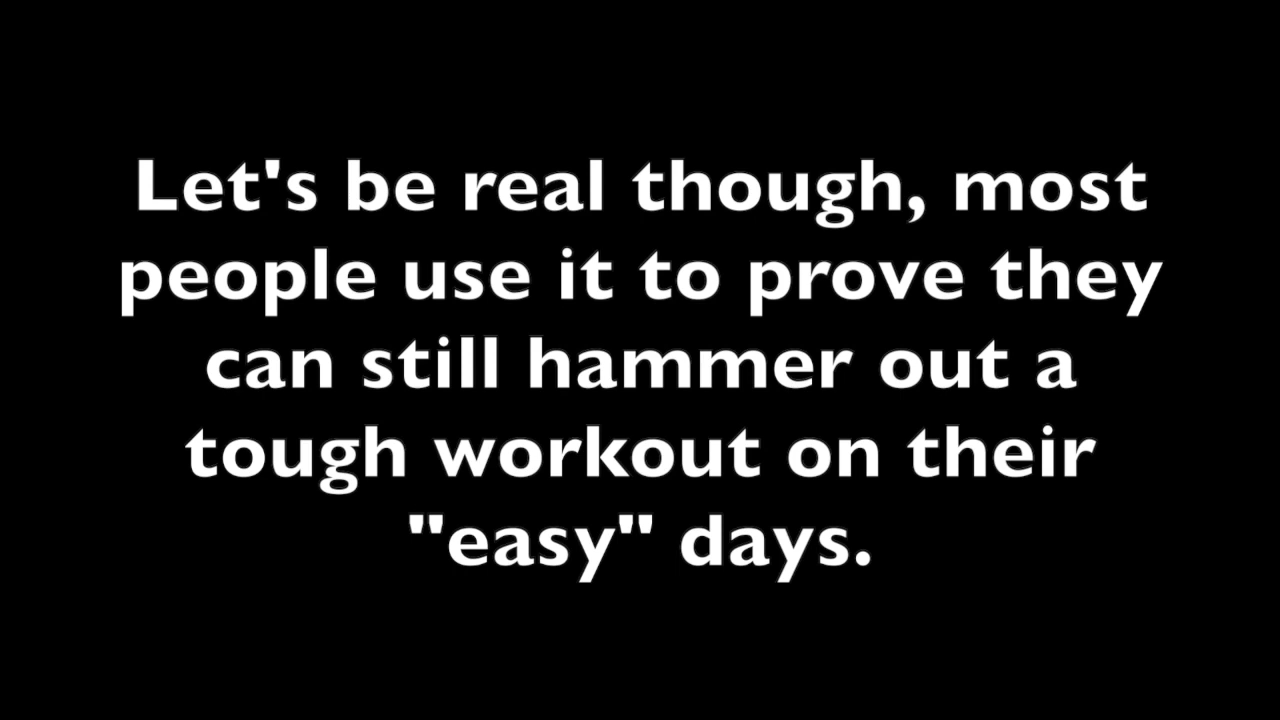 Let's be real though, most
people use it to prove they
can still hammer out a
tough workout on their
"easy" days.